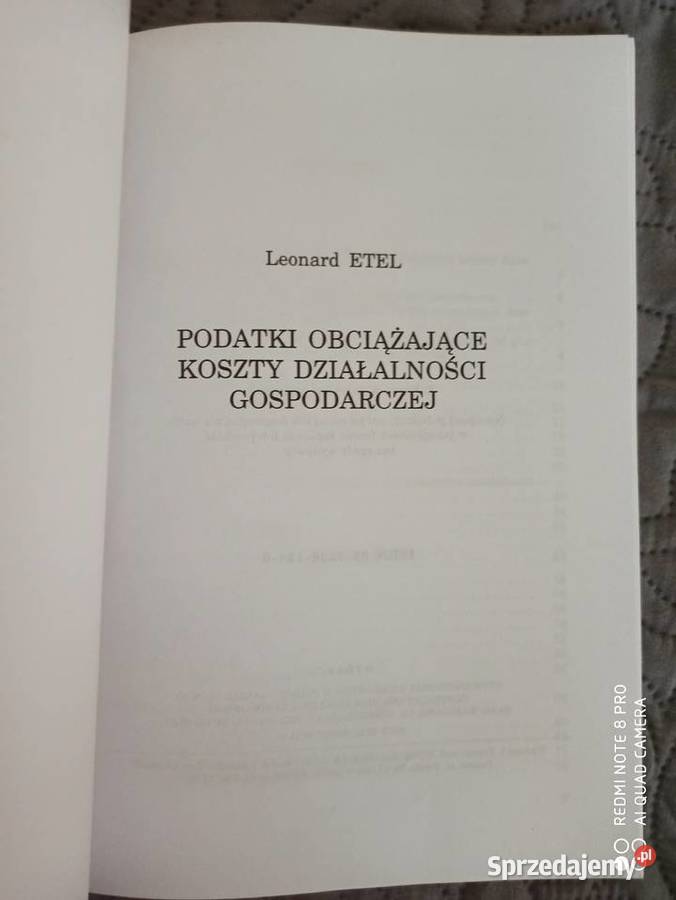 Leonard ETEL
PODATKI OBCIĄŻAJĄCE
KOSZTY DZIAŁALNOŚCI
GOSPODARCZEJ
REDMI NOTE 8 PRO
AI QUAD CAMERA
Sprzedajemy.pl